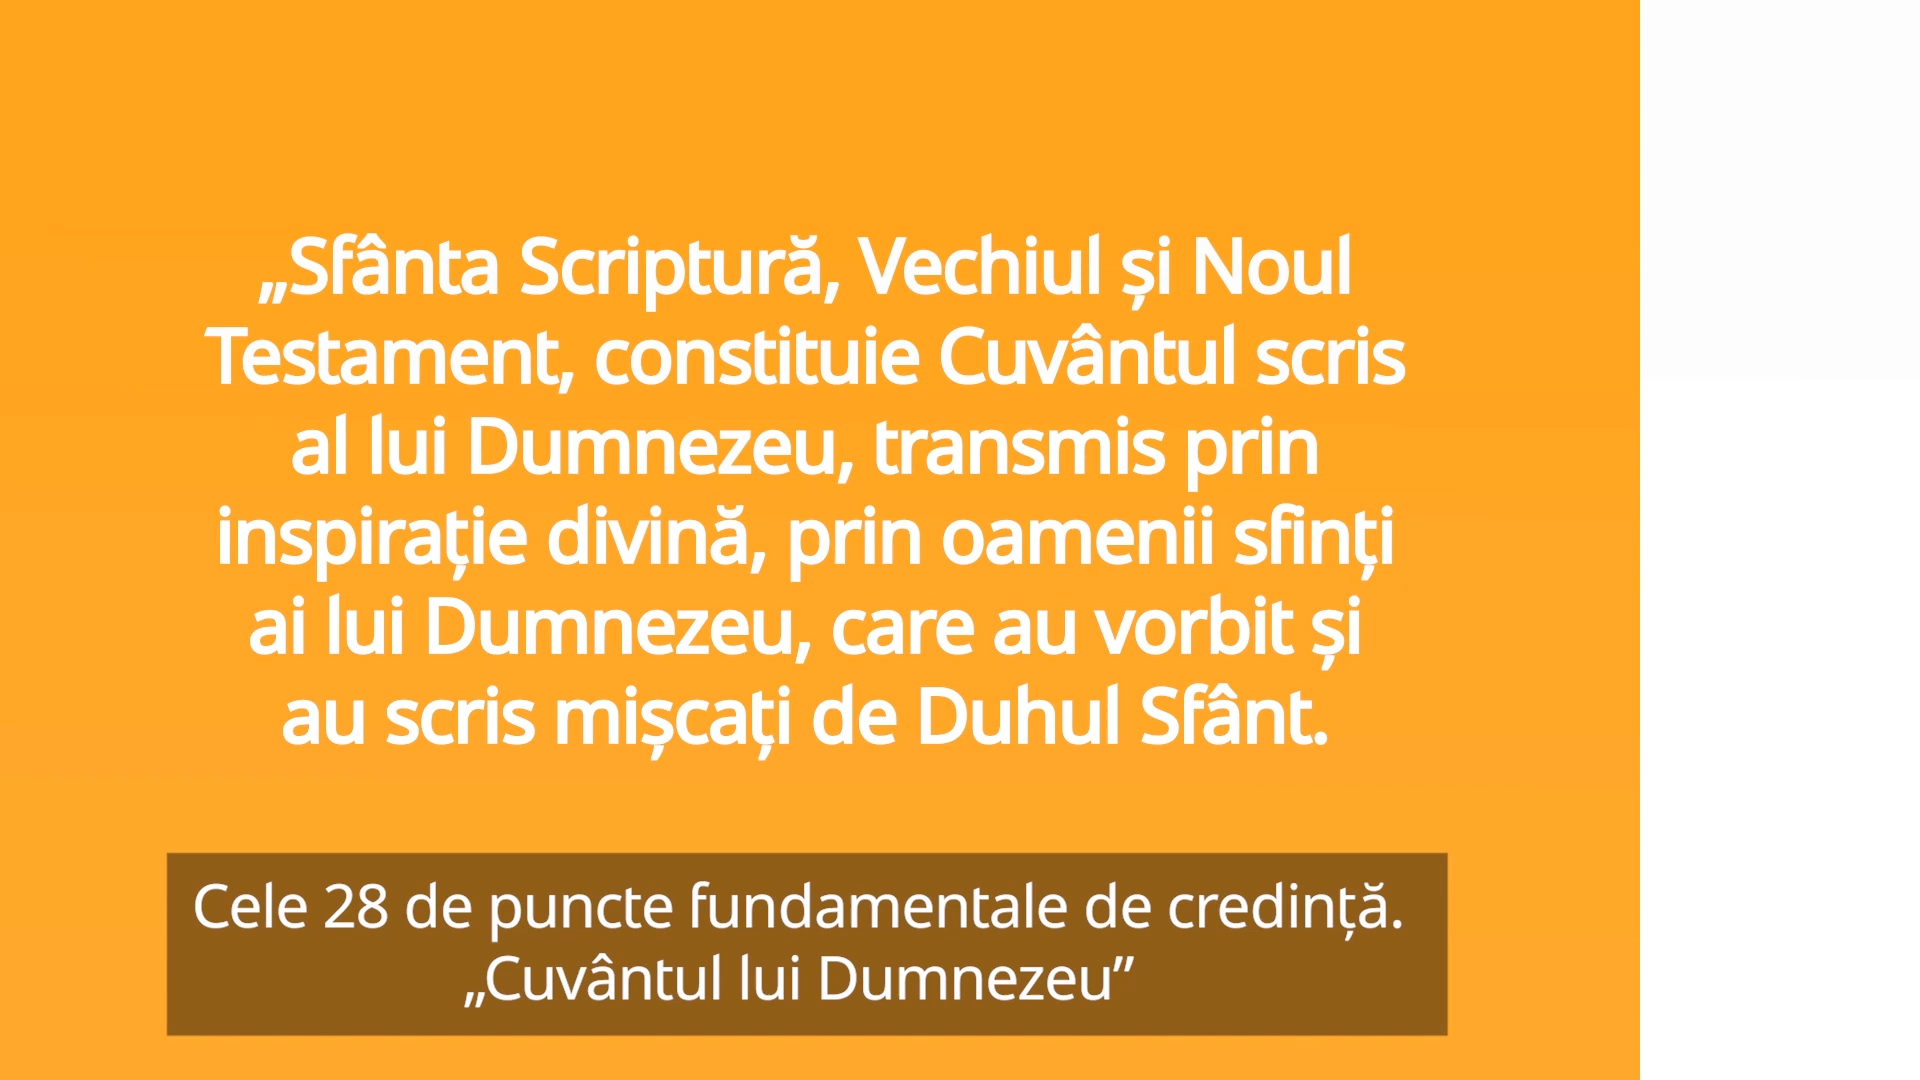 „Sfânta Scriptură, Vechiul și Noul
Testament, constituie Cuvântul scris
al lui Dumnezeu, transmis prin
inspirație divină, prin oamenii sfinți
ai lui Dumnezeu, care au vorbit și
au scris mișcați de Duhul Sfânt.
Cele 28 de puncte fundamentale de credință.
„Cuvântul lui Dumnezeu”